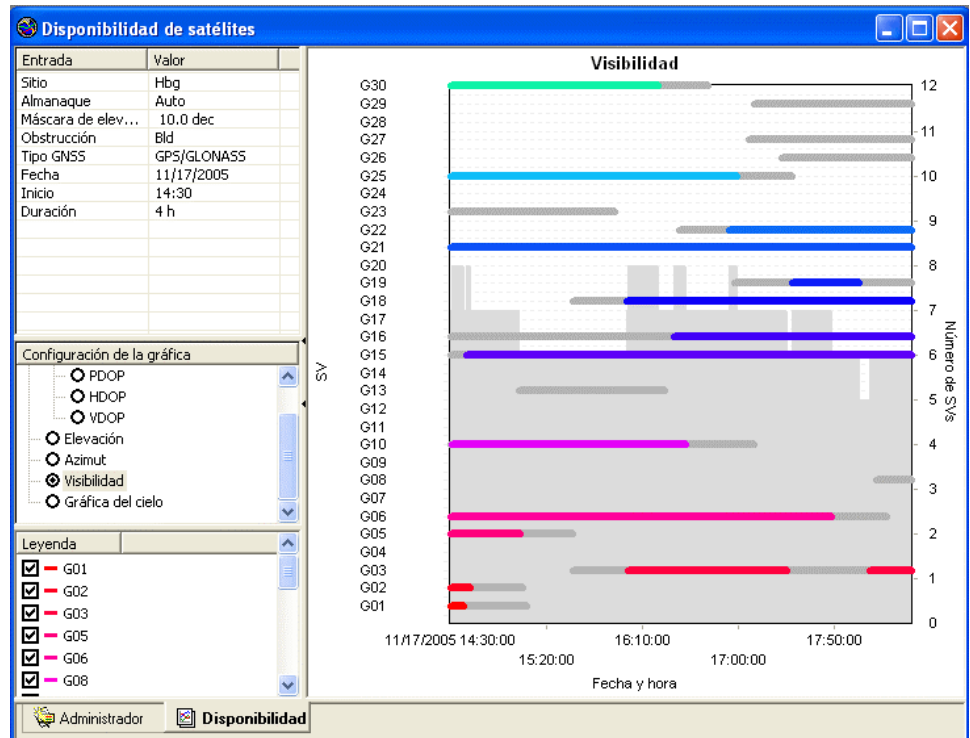 Disponibilidad de satélites
Entrada Valor
Sitio Hbg
Almanaque Auto
Máscara de elev... 10.0 dec
Obstrucción Bld
Tipo GNSS GPS/GLONASS
Fecha 11/17/2005
Inicio 14:30
Duración 4 h
Configuración de la gráfica
PDOP
HDOP
VDOP
Elevación
Azimut
Visibilidad
Gráfica del cielo
Leyenda
G01
G02
G03
G05
G06
G08
Visibilidad
G30
G29
G28
G27
G26
G25
G24
G23
G22
G21
G20
G19
G18
G17
G16
G15
G14
G13
G12
G11
G10
G09
G08
G07
G06
G05
G04
G03
G02
G01
SV
12
11
10
9
8
7
6
5
4
3
2
1
0
Número de SVs
11/17/2005 14:30:00 16:10:00 17:50:00
15:20:00 17:00:00
Fecha y hora
Administrador Disponibilidad